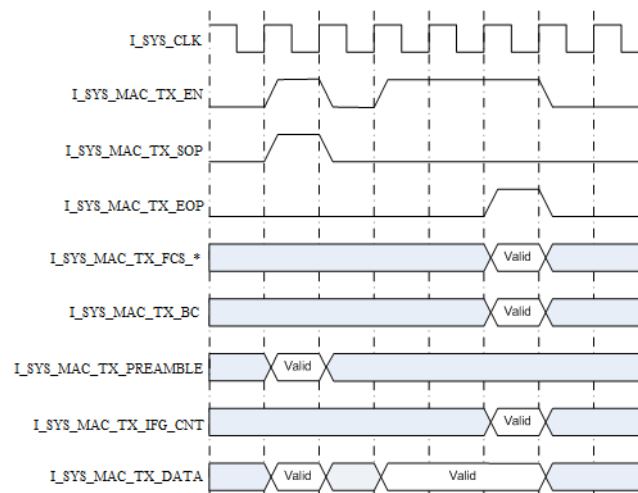 I_SYS_CLK
I_SYS_MAC_TX_EN
I_SYS_MAC_TX_SOP
I_SYS_MAC_TX_EOP
I_SYS_MAC_TX_FCS_* Valid
I_SYS_MAC_TX_BC Valid
I_SYS_MAC_TX_PREAMBLE Valid
I_SYS_MAC_TX_IFG_CNT Valid
I_SYS_MAC_TX_DATA Valid Valid